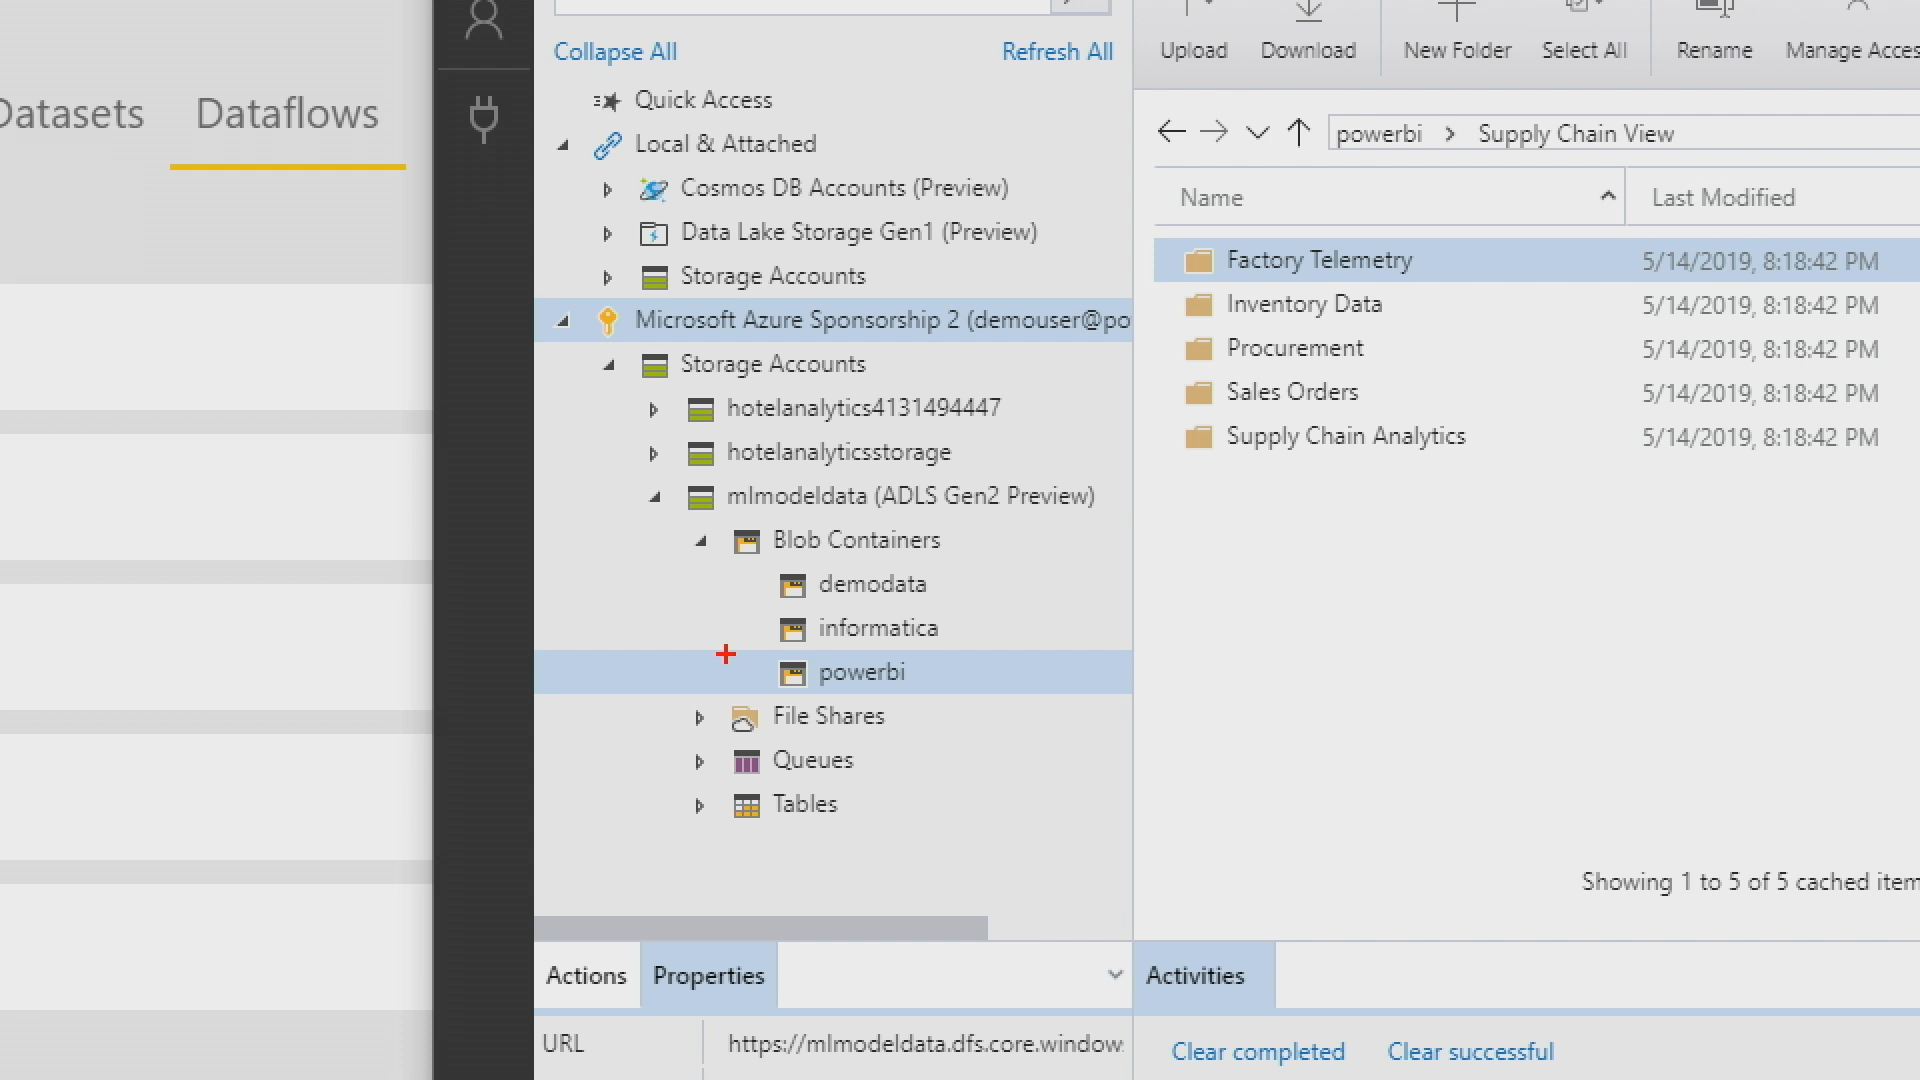 Datasets Dataflows
Collapse All Refresh All
Quick Access
Local & Attached
Cosmos DB Accounts (Preview)
Data Lake Storage Gen1 (Preview)
Storage Accounts
Microsoft Azure Sponsorship 2 (demouser@po
Storage Accounts
hotelanalytics4131494447
hotelanalyticsstorage
mlmodeldata (ADLS Gen2 Preview)
Blob Containers
demodata
informatica
powerbi
File Shares
Queues
Tables
Actions Properties
URL https://mlmodeldata.dfs.core.window
Upload Download New Folder Select All Rename Manage Acces
powerbi > Supply Chain View
Name Last Modified
Factory Telemetry 5/14/2019, 8:18:42 PM
Inventory Data 5/14/2019, 8:18:42 PM
Procurement 5/14/2019, 8:18:42 PM
Sales Orders 5/14/2019, 8:18:42 PM
Supply Chain Analytics 5/14/2019, 8:18:42 PM
Showing 1 to 5 of 5 cached item
Activities
Clear completed Clear successful